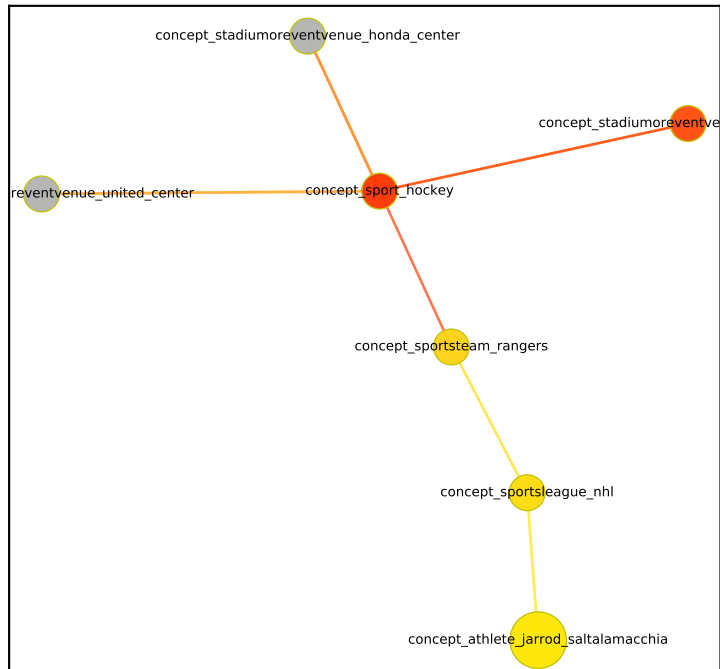 concept_stadiumoreventvenue_honda_center
concept_stadiumoreventve
reventvenue_united_center
concept_sport_hockey
concept_sportsteam_rangers
concept_sportsleague_nhl
concept_athlete_jarrod_saltalamacchia